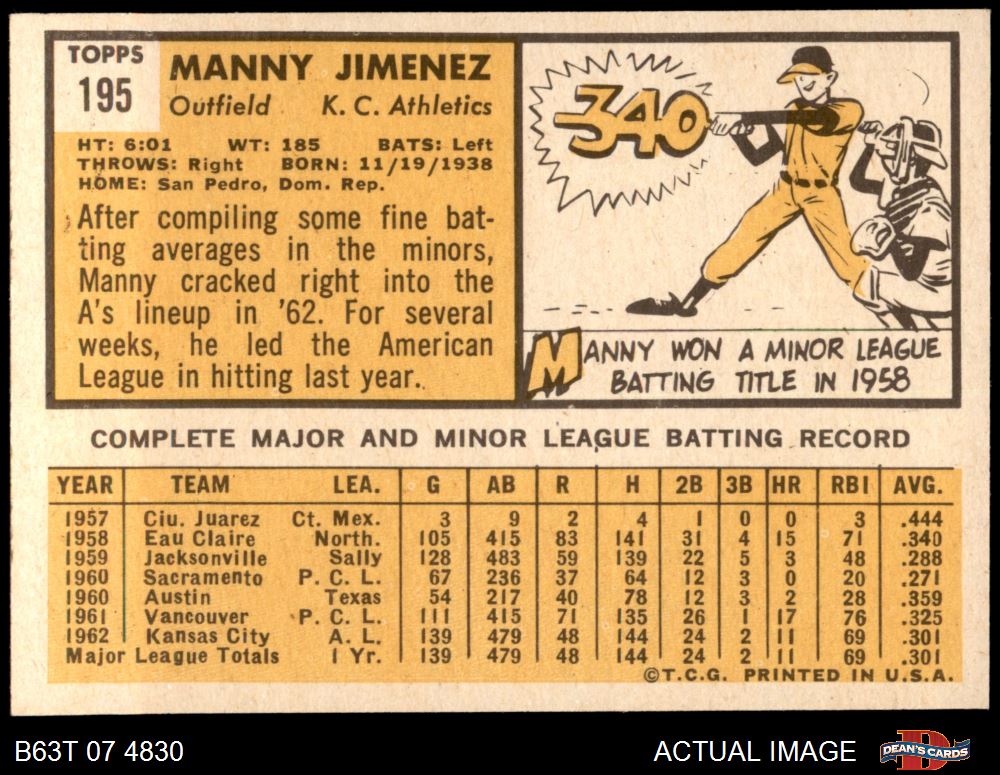 TOPPS
195
MANNY JIMENEZ
Outfield K. C. Athletics
HT: 6:01 WT: 185 BATS: Left
THROWS: Right BORN: 11/19/1938
HOME: San Pedro, Dom. Rep.
After compiling some fine bat-
ting averages in the minors,
Manny cracked right into the
A's lineup in '62. For several
weeks, he led the American
League in hitting last year.
340
MANNY WON A MINOR LEAGUE
BATTING TITLE IN 1958
COMPLETE MAJOR AND MINOR LEAGUE BATTING RECORD
YEAR TEAM LEA. G AB R H 2B 3B HR RBI AVG.
1957 Ciu. Juarez Ct. Mex. 3 9 2 4 1 0 0 3 .444
1958 Eau Claire North. 105 415 83 141 31 4 15 71 .340
1959 Jacksonville Sally 128 483 59 139 22 5 3 48 .288
1960 Sacramento P. C. L. 67 236 37 64 12 3 0 20 .271
1960 Austin Texas 54 217 40 78 12 3 2 28 .359
1961 Vancouver P.C.L. 111 415 71 135 26 1 17 76 .325
1962 Kansas City A. L. 139 479 48 144 24 2 11 69 .301
Major League Totals 1 Yr. 139 479 48 144 24 2 11 69 .301
©T.C.G. PRINTED IN U.S.A.
B63T 07 4830 ACTUAL IMAGE DEAN'S CARDS